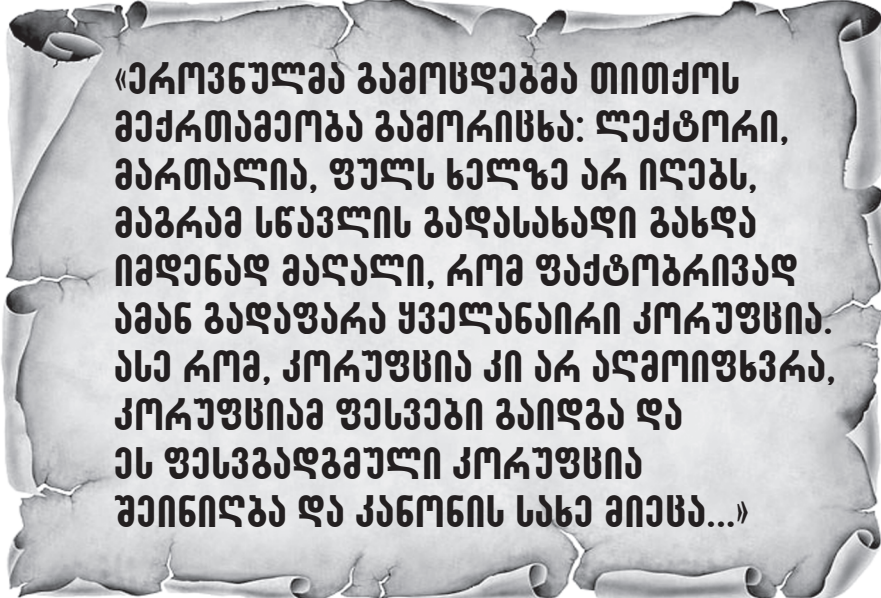 «ეროვნულმა გამოცდებმა თითქოს
მექრთამეობა გამორიცხა: ლექტორი,
მართალია, ფულს ხელზე არ იღებს,
მაგრამ სწავლის გადასახადი გახდა
იმდენად მაღალი, რომ ფაქტობრივად
ამან გადაფარა ყველანაირი კორუფცია.
ასე რომ, კორუფცია კი არ აღმოიფხვრა,
კორუფციამ ფესვები გაიდგა და
ეს ფესვგადგმული კორუფცია
შეინიღბა და კანონის სახე მიეცა...»